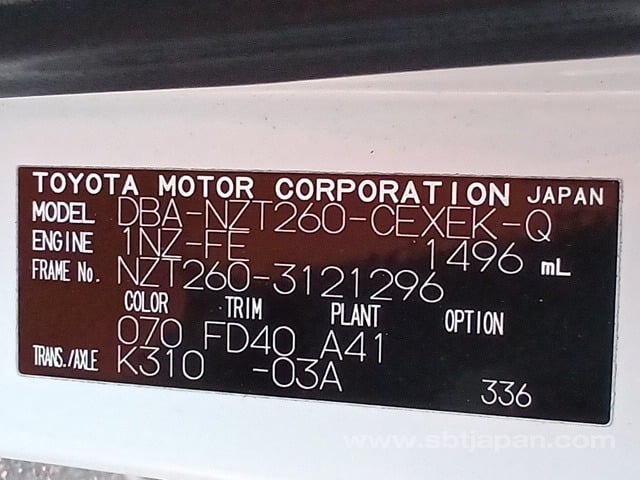 TOYOTA MOTOR CORPORATION JAPAN
MODEL DBA-NZT260-CEXEK-Q
ENGINE 1NZ-FE 1496 mL
FRAME No. NZT260-3121296
COLOR TRIM PLANT OPTION
070 FD40 A41
TRANS./AXLE K310 -03A 336
www.sbtjapan.com